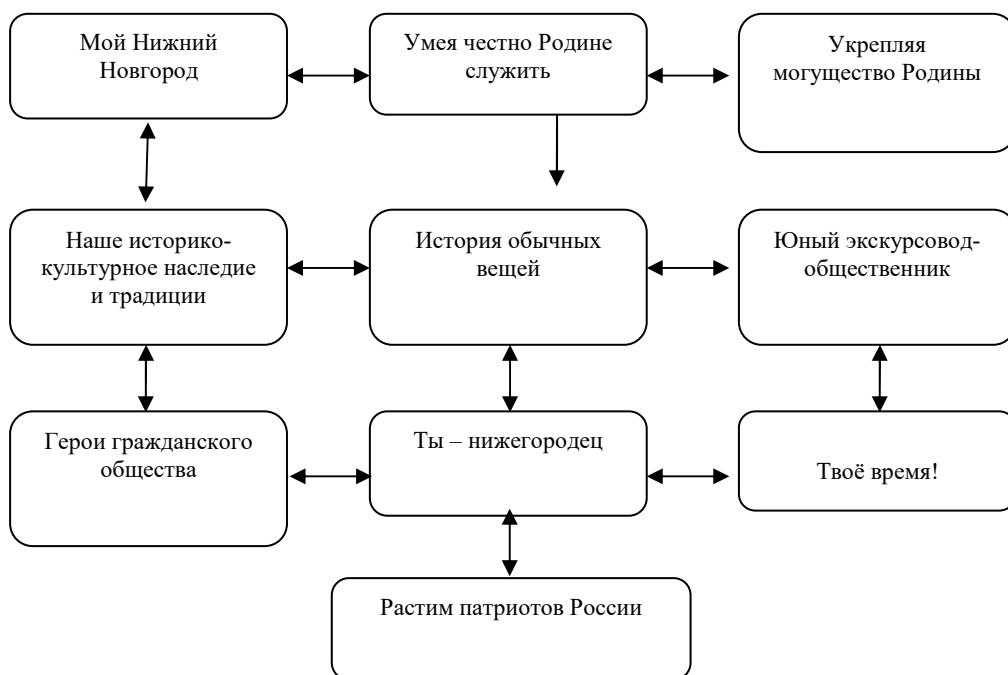 Мой Нижний
Новгород
Умея честно Родине
служить
Укрепляя
могущество Родины
Наше историко-
культурное наследие
и традиции
История обычных
вещей
Юный экскурсовод-
общественник
Герои гражданского
общества
Ты – нижегородец
Твоё время!
Растим патриотов России